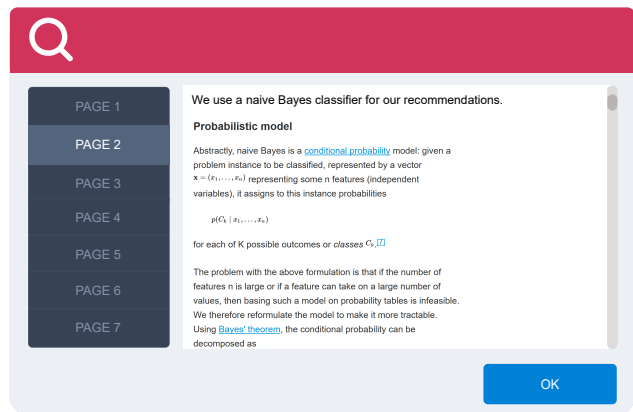 PAGE 1
PAGE 2
PAGE 3
PAGE 4
PAGE 5
PAGE 6
PAGE 7
We use a naive Bayes classifier for our recommendations.
Probabilistic model
Abstractly, naive Bayes is a conditional probability model: given a
problem instance to be classified, represented by a vector
x = (x₁, . . . , xₙ) representing some n features (independent
variables), it assigns to this instance probabilities
p(Cₖ | x₁, . . . , xₙ)
for each of K possible outcomes or classes Cₖ.[7]
The problem with the above formulation is that if the number of
features n is large or if a feature can take on a large number of
values, then basing such a model on probability tables is infeasible.
We therefore reformulate the model to make it more tractable.
Using Bayes' theorem, the conditional probability can be
decomposed as
OK